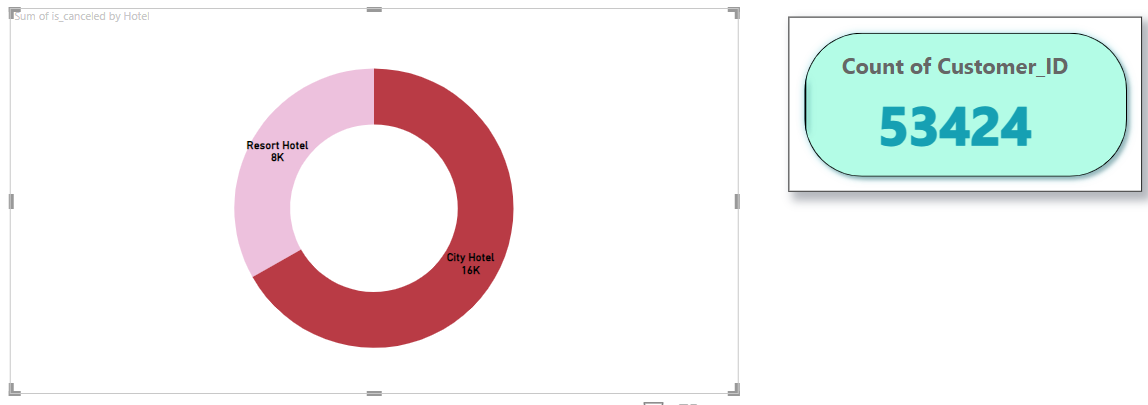 Sum of is_canceled by Hotel
Resort Hotel
8K
City Hotel
16K
Count of Customer_ID
53424